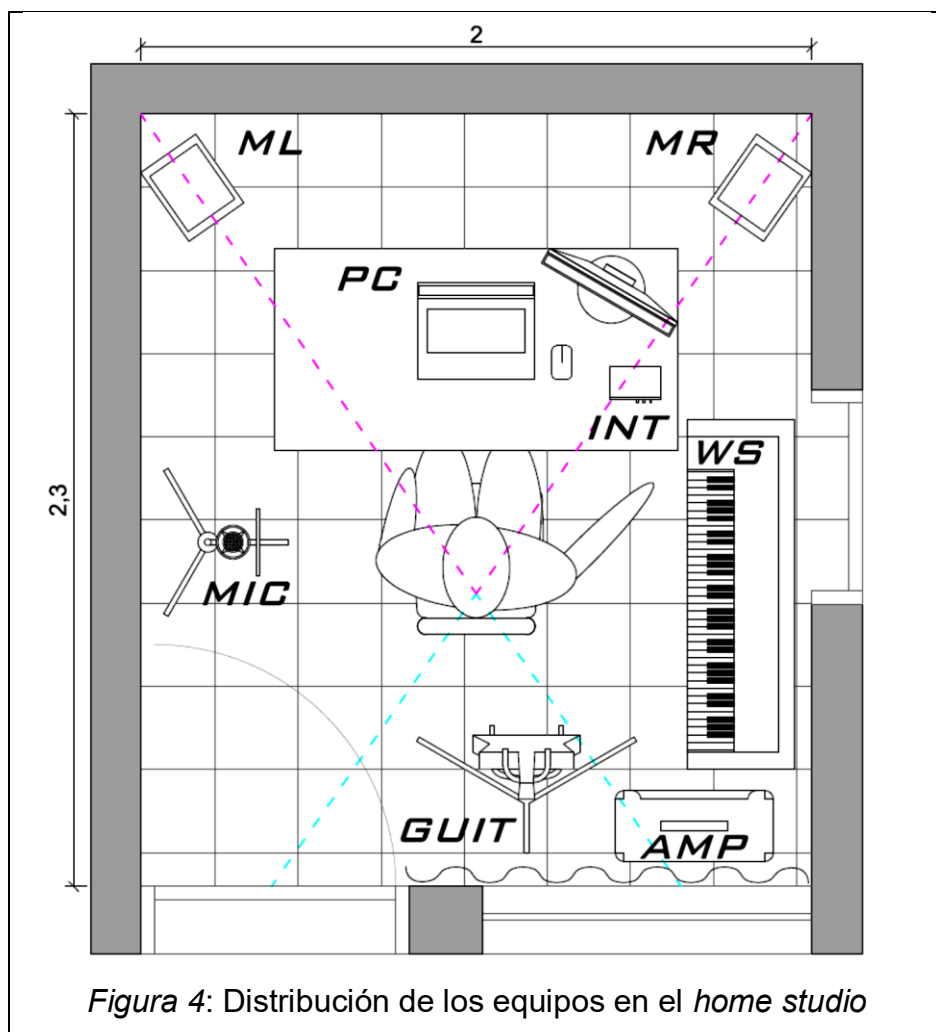 2
ML
MR
PC
INT
WS
2,3
MIC
GUIT
AMP
Figura 4: Distribución de los equipos en el home studio